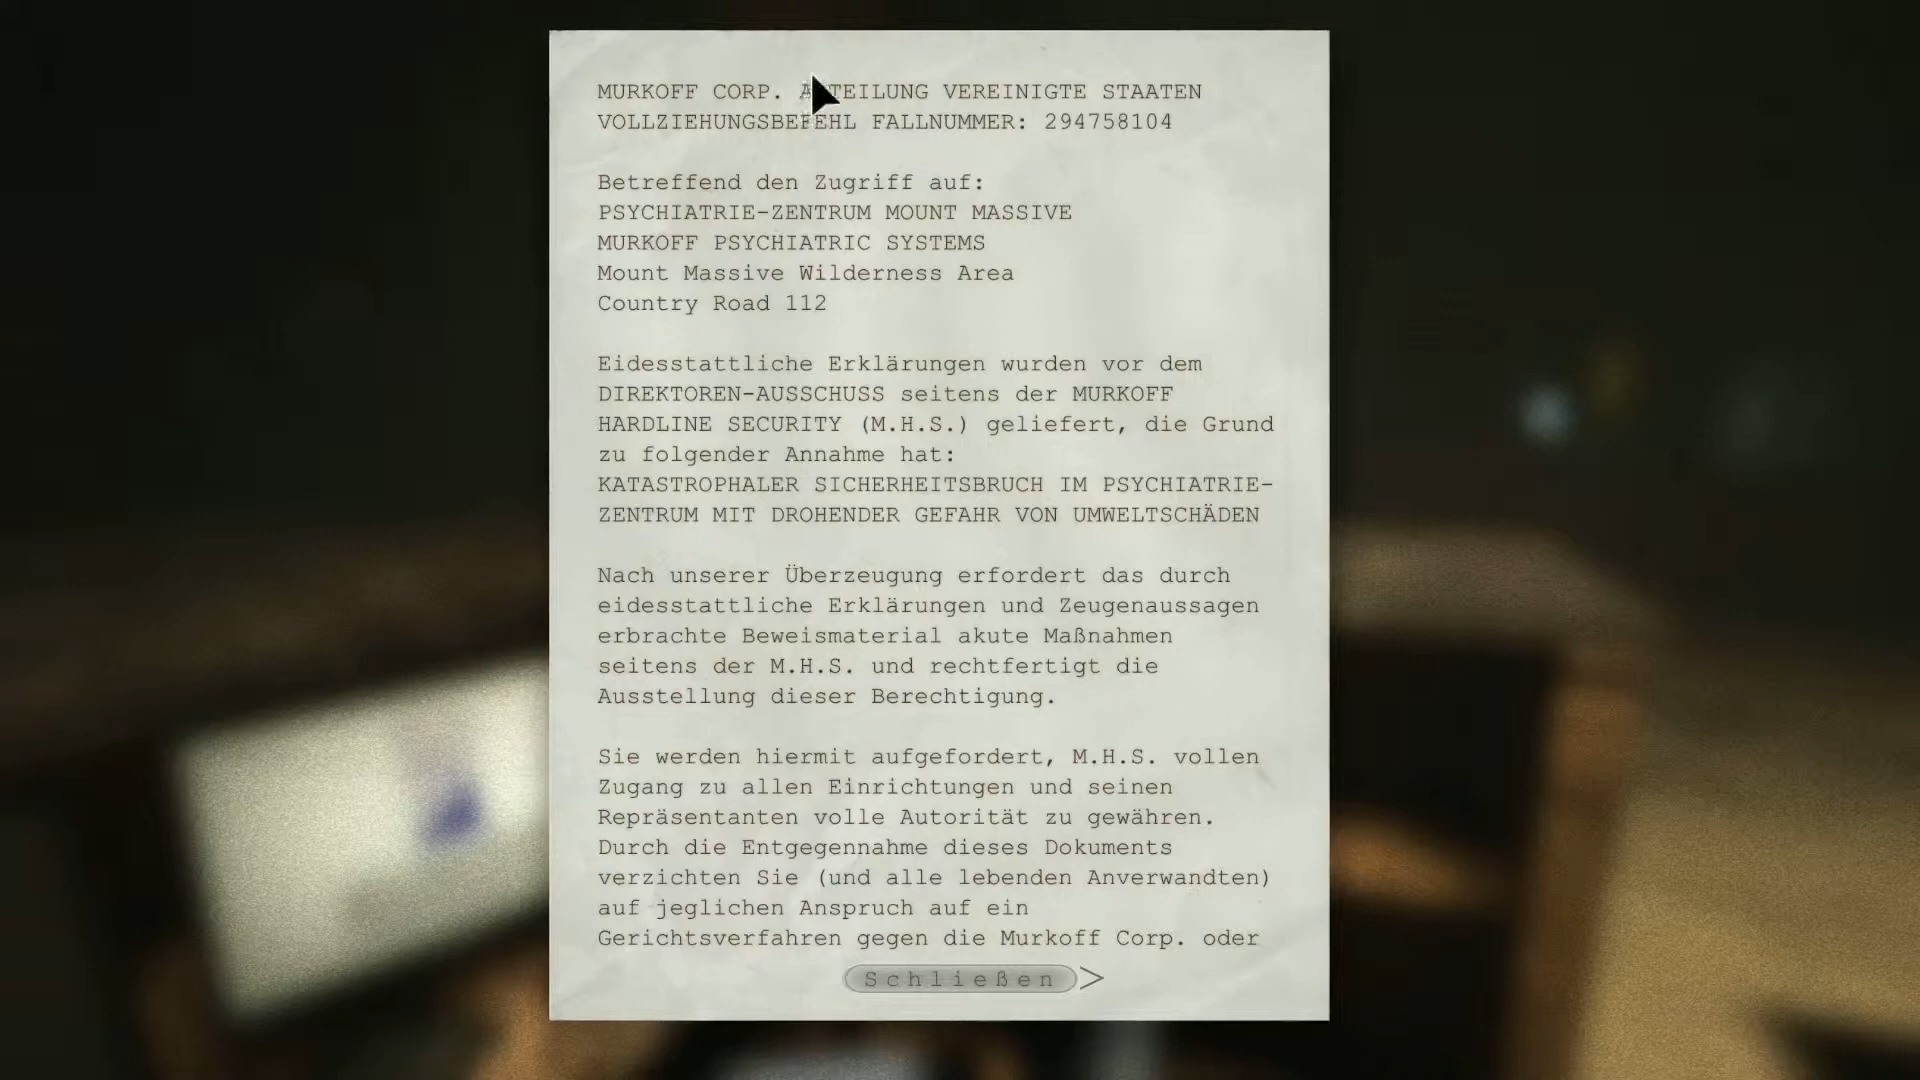 MURKOFF CORP. ABTEILUNG VEREINIGTE STAATEN
VOLLZIEHUNGSBEFEHL FALLNUMMER: 294758104
Betreffend den Zugriff auf:
PSYCHIATRIE-ZENTRUM MOUNT MASSIVE
MURKOFF PSYCHIATRIC SYSTEMS
Mount Massive Wilderness Area
Country Road 112
Eidesstattliche Erklärungen wurden vor dem
DIREKTOREN-AUSSCHUSS seitens der MURKOFF
HARDLINE SECURITY (M.H.S.) geliefert, die Grund
zu folgender Annahme hat:
KATASTROPHALER SICHERHEITSBRUCH IM PSYCHIATRIE-
ZENTRUM MIT DROHENDER GEFAHR VON UMWELTSCHÄDEN
Nach unserer Überzeugung erfordert das durch
eidesstattliche Erklärungen und Zeugenaussagen
erbrachte Beweismaterial akute Maßnahmen
seitens der M.H.S. und rechtfertigt die
Ausstellung dieser Berechtigung.
Sie werden hiermit aufgefordert, M.H.S. vollen
Zugang zu allen Einrichtungen und seinen
Repräsentanten volle Autorität zu gewähren.
Durch die Entgegennahme dieses Dokuments
verzichten Sie (und alle lebenden Anverwandten)
auf jeglichen Anspruch auf ein
Gerichtsverfahren gegen die Murkoff Corp. oder
Schließen >